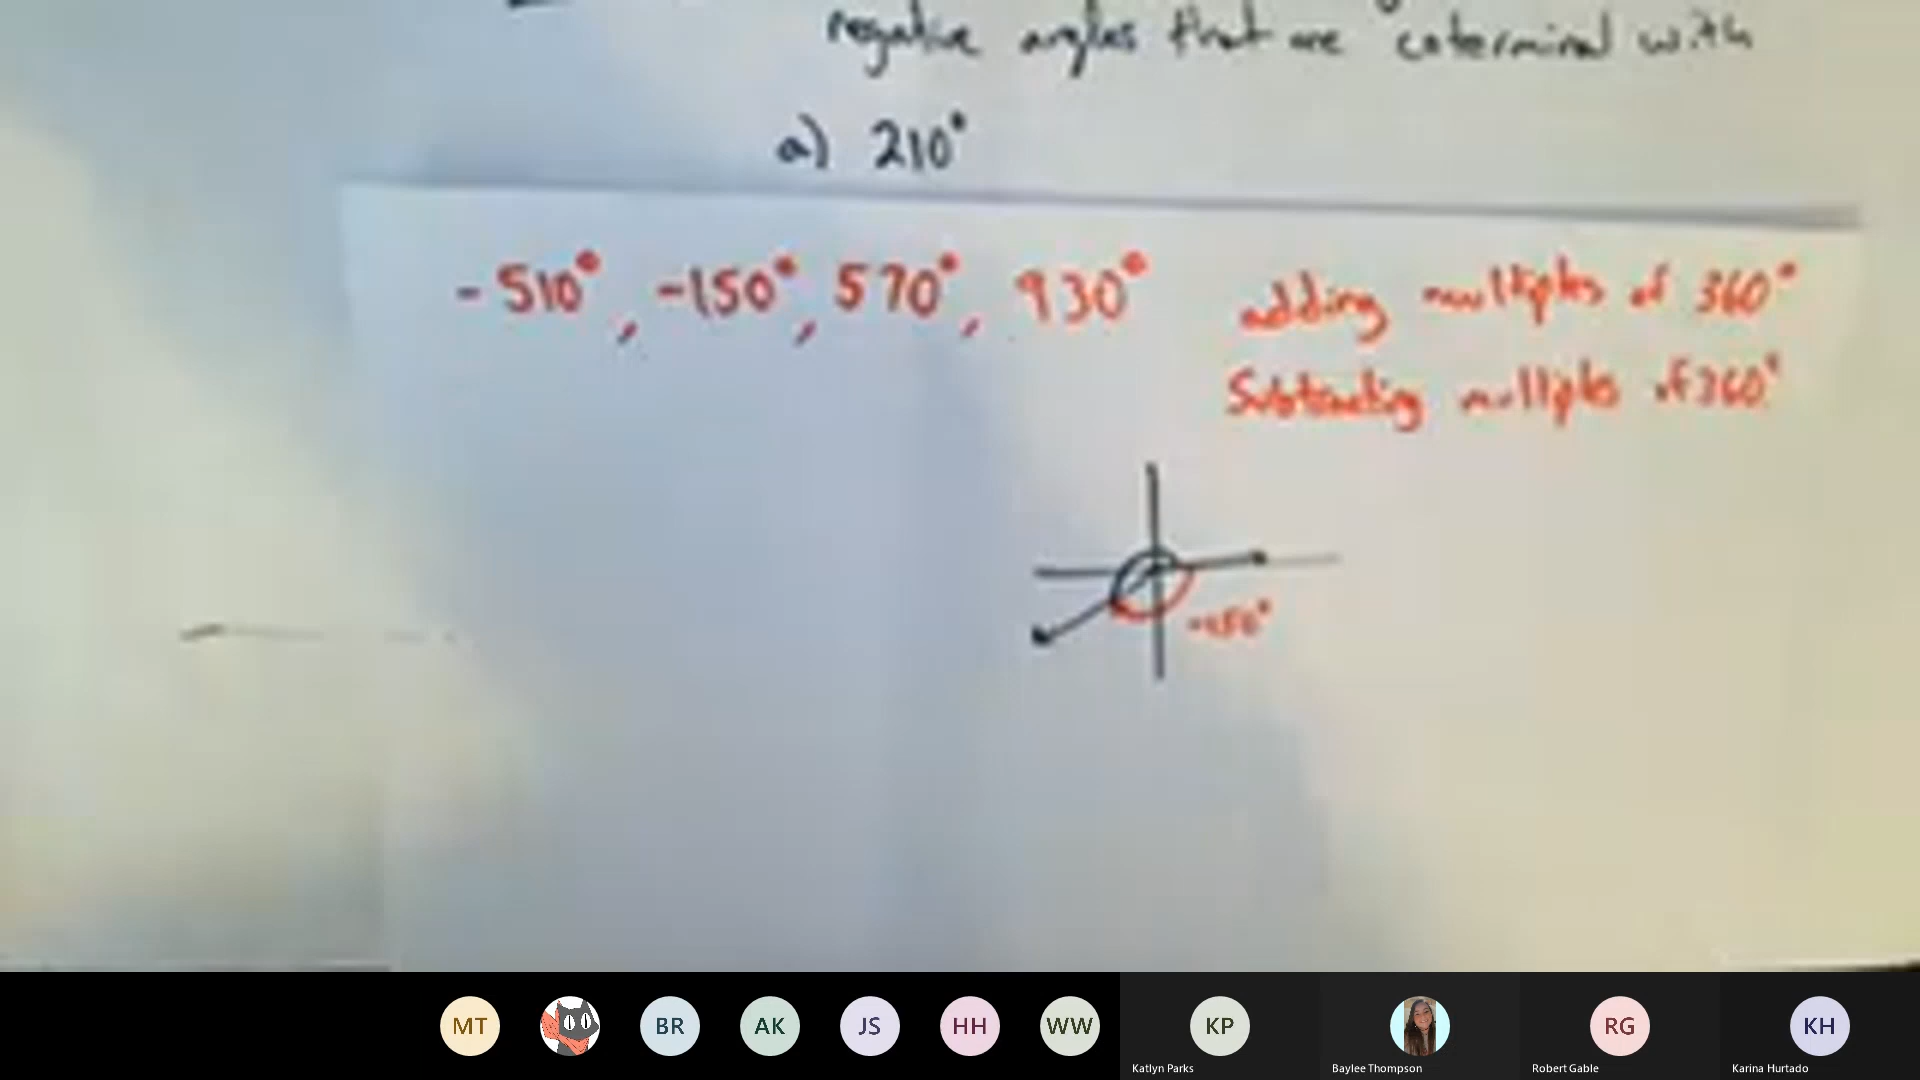 negative angles that are coterminal with
a) 210°
-510°, -150°, 570°, 930°
adding multiples of 360°
Subtracting multiples of 360°
-150°
MT
BR
AK
JS
HH
WW
KP
RG
KH
Katlyn Parks
Baylee Thompson
Robert Gable
Karina Hurtado